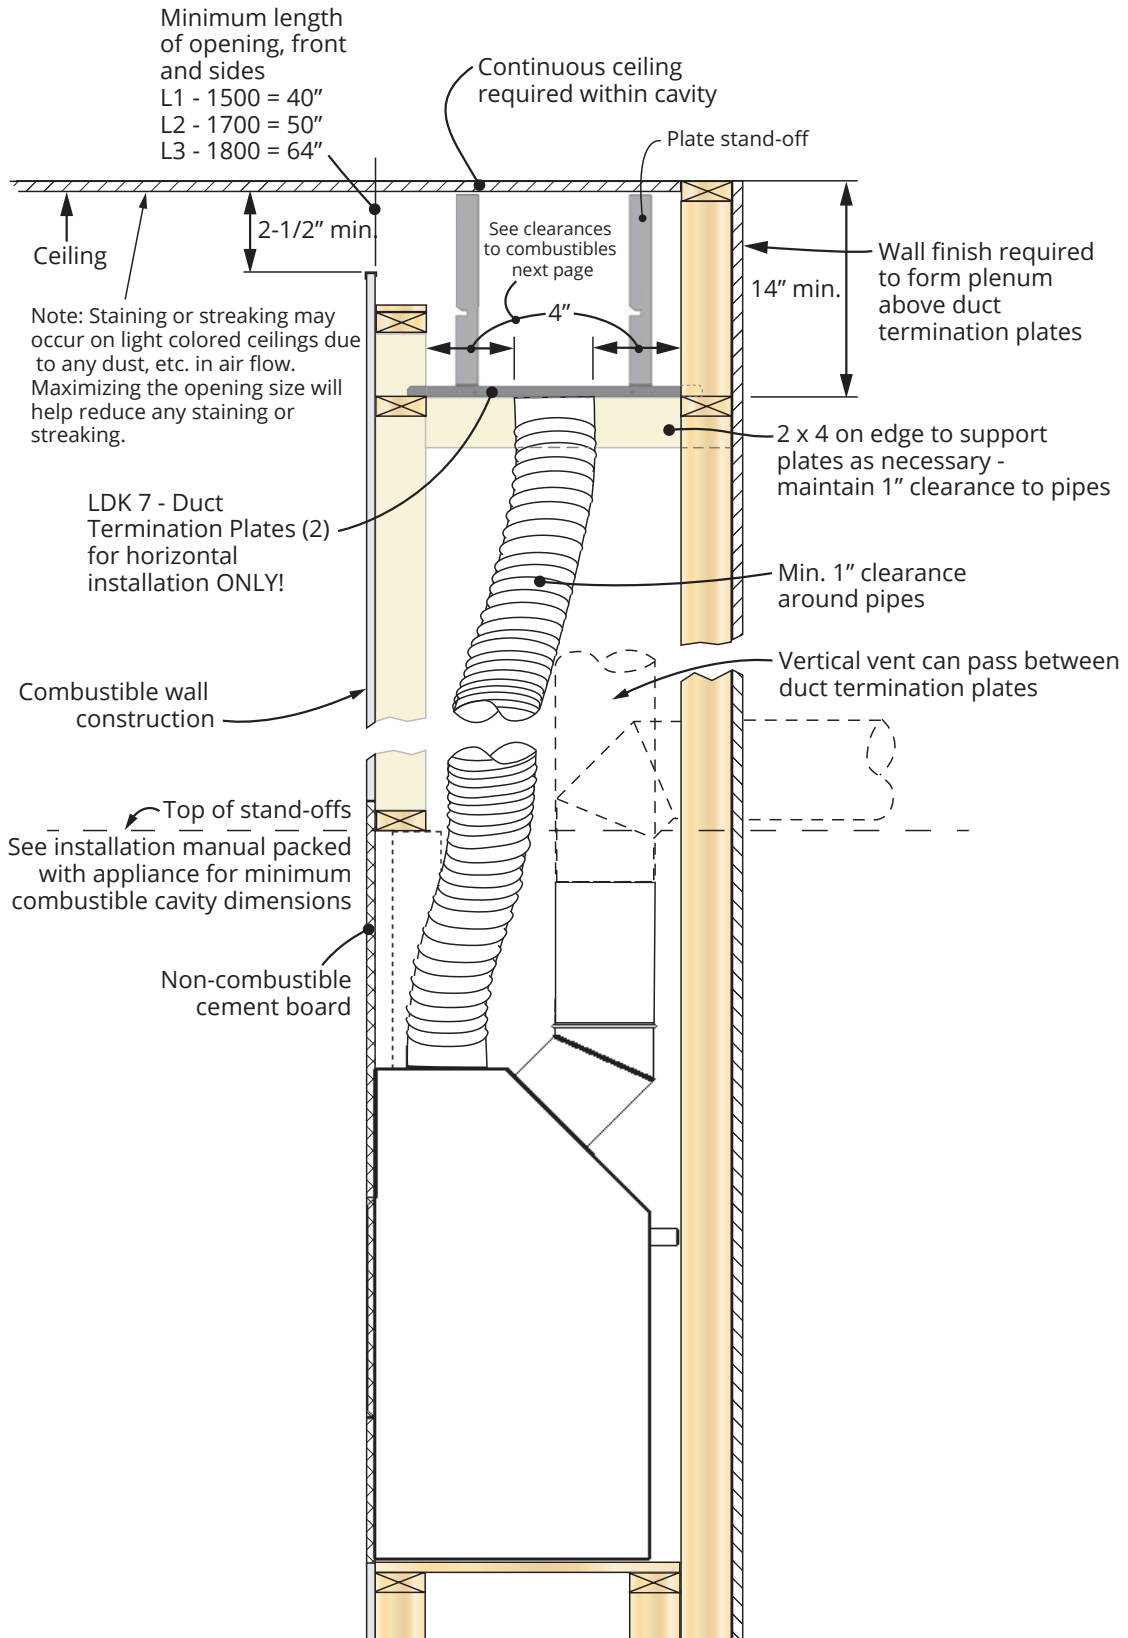 Minimum length
of opening, front
and sides
L1 - 1500 = 40”
L2 - 1700 = 50”
L3 - 1800 = 64”
Continuous ceiling
required within cavity
Plate stand-off
Ceiling
2-1/2” min.
See clearances
to combustibles
next page
4”
14” min.
Wall finish required
to form plenum
above duct
termination plates
Note: Staining or streaking may
occur on light colored ceilings due
to any dust, etc. in air flow.
Maximizing the opening size will
help reduce any staining or
streaking.
2 x 4 on edge to support
plates as necessary -
maintain 1” clearance to pipes
LDK 7 - Duct
Termination Plates (2)
for horizontal
installation ONLY!
Min. 1” clearance
around pipes
Vertical vent can pass between
duct termination plates
Combustible wall
construction
Top of stand-offs
See installation manual packed
with appliance for minimum
combustible cavity dimensions
Non-combustible
cement board